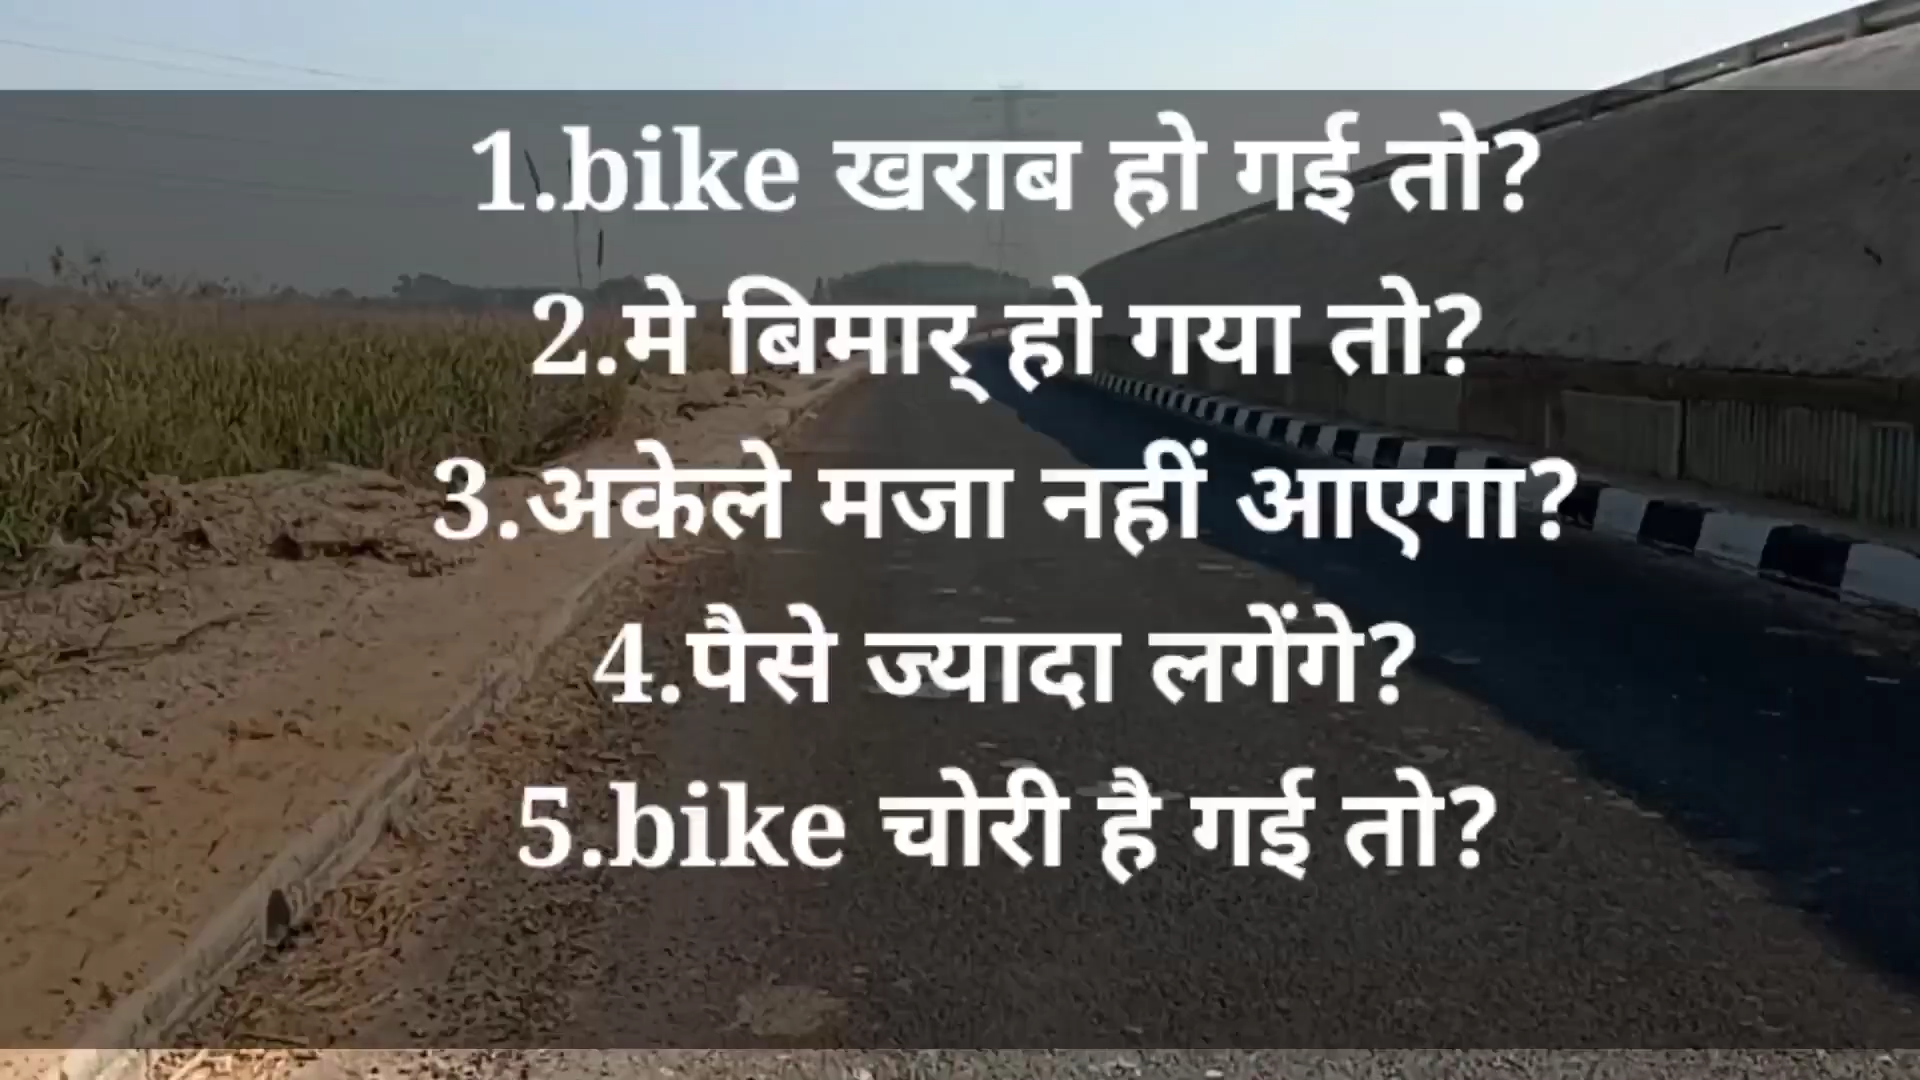 1.bike खराब हो गई तो?
2.मे बिमार् हो गया तो?
3.अकेले मजा नहीं आएगा?
4.पैसे ज्यादा लगेंगे?
5.bike चोरी है गई तो?